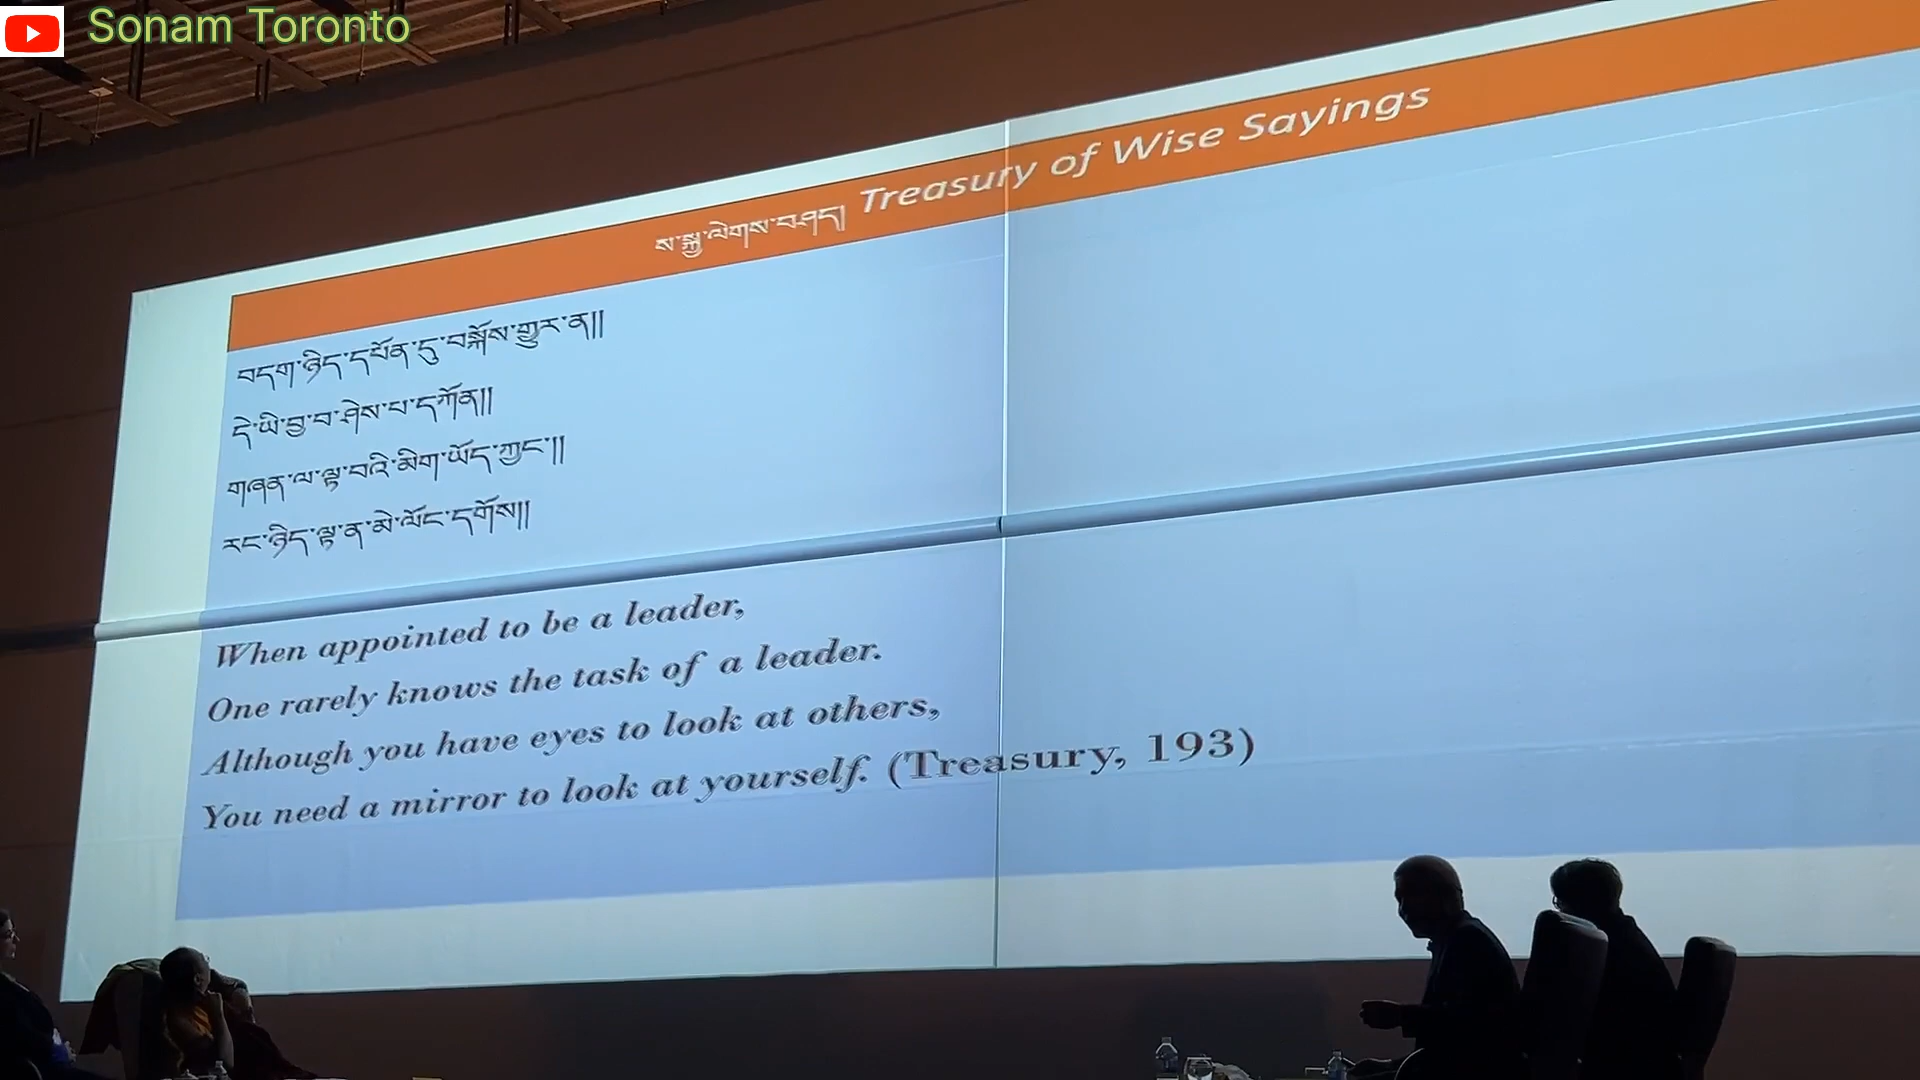 Sonam Toronto
ས་སྐྱ་ལེགས་བཤད། Treasury of Wise Sayings
བདག་ཉིད་དཔོན་དུ་བསྐོས་གྱུར་ན།།
དེ་ཡི་བྱ་བ་ཤེས་པ་དཀོན།།
གཞན་ལ་ལྟ་བའི་མིག་ཡོད་ཀྱང་།།
རང་ཉིད་ལྟ་ན་མེ་ལོང་དགོས།།
When appointed to be a leader,
One rarely knows the task of a leader.
Although you have eyes to look at others,
You need a mirror to look at yourself. (Treasury, 193)